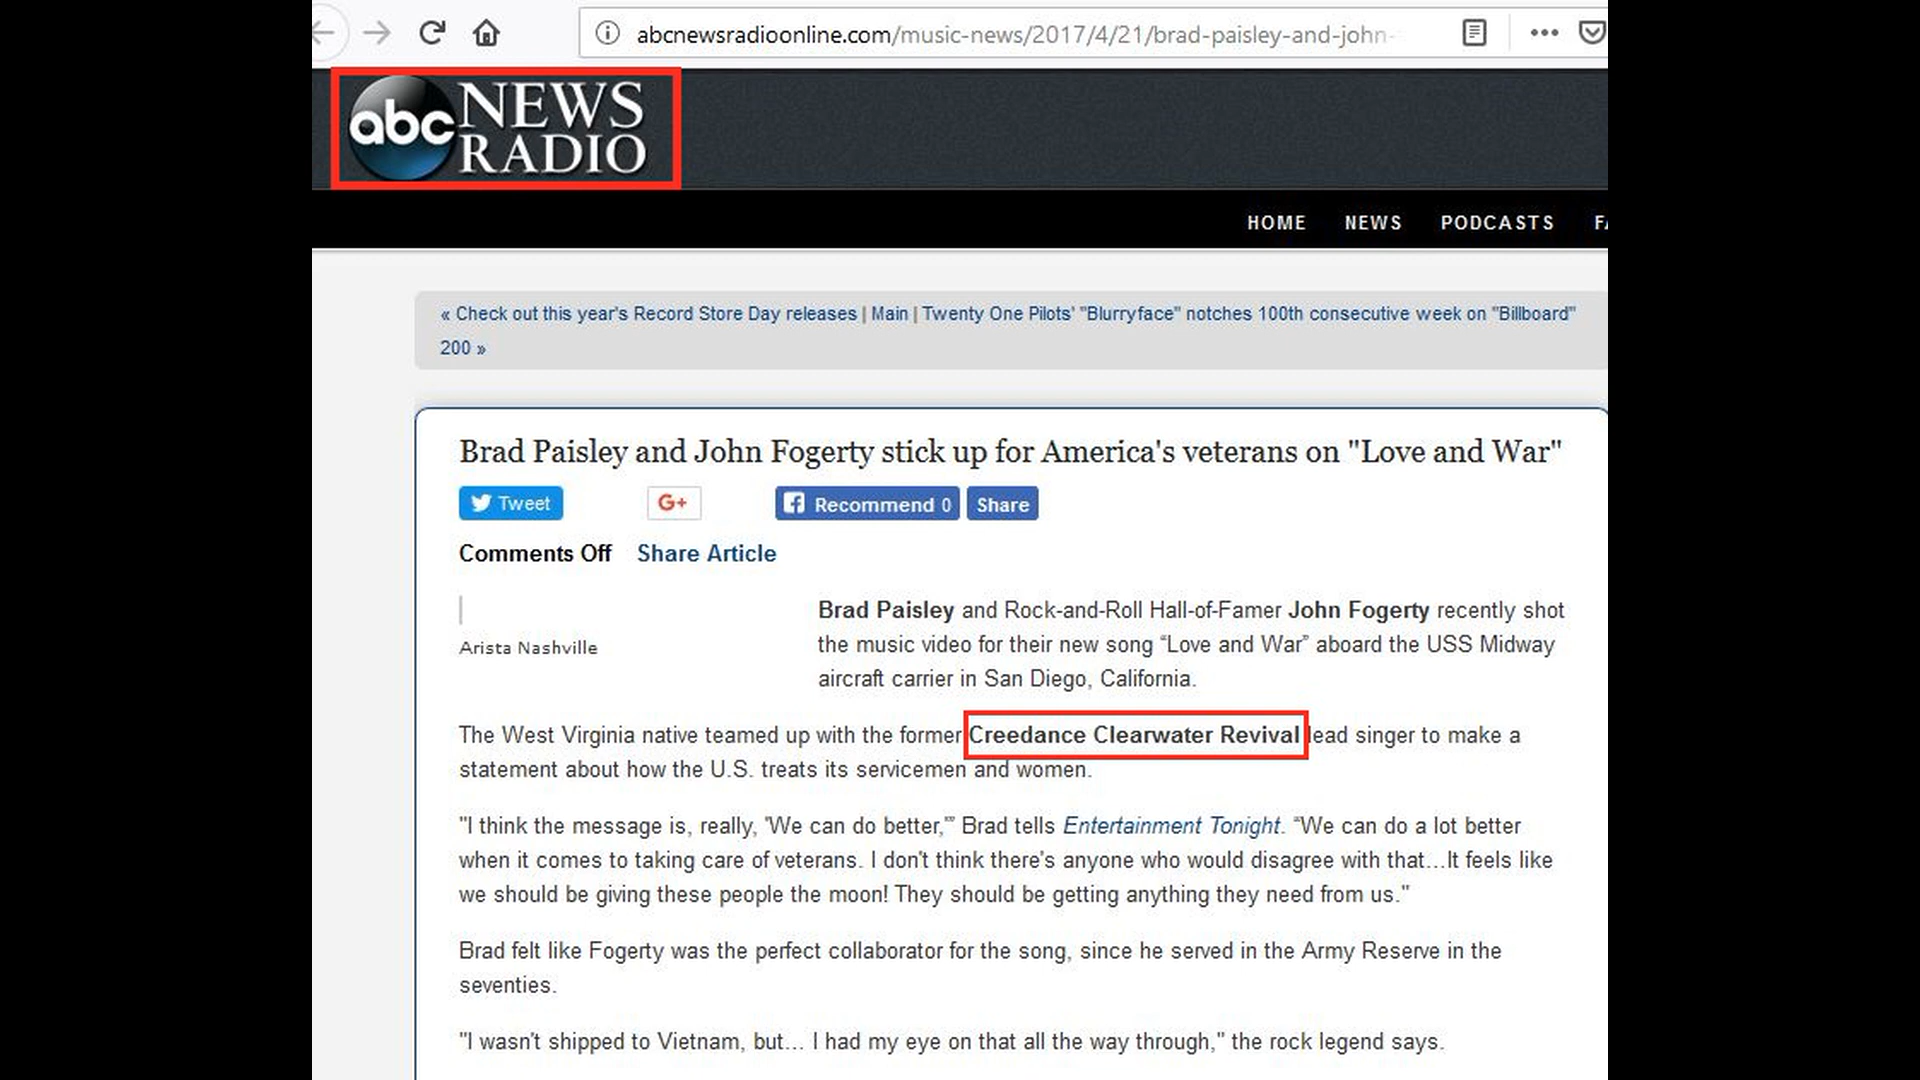 abcnewsradioonline.com/music-news/2017/4/21/brad-paisley-and-john-
abc NEWS RADIO
HOME NEWS PODCASTS
« Check out this year's Record Store Day releases | Main | Twenty One Pilots' "Blurryface" notches 100th consecutive week on "Billboard"
200 »
Brad Paisley and John Fogerty stick up for America's veterans on "Love and War"
Tweet G+ Recommend 0 Share
Comments Off Share Article
Arista Nashville
Brad Paisley and Rock-and-Roll Hall-of-Famer John Fogerty recently shot
the music video for their new song “Love and War” aboard the USS Midway
aircraft carrier in San Diego, California.
The West Virginia native teamed up with the former Creedance Clearwater Revival lead singer to make a
statement about how the U.S. treats its servicemen and women.
"I think the message is, really, 'We can do better,'” Brad tells Entertainment Tonight. “We can do a lot better
when it comes to taking care of veterans. I don't think there's anyone who would disagree with that…It feels like
we should be giving these people the moon! They should be getting anything they need from us."
Brad felt like Fogerty was the perfect collaborator for the song, since he served in the Army Reserve in the
seventies.
"I wasn't shipped to Vietnam, but… I had my eye on that all the way through," the rock legend says.